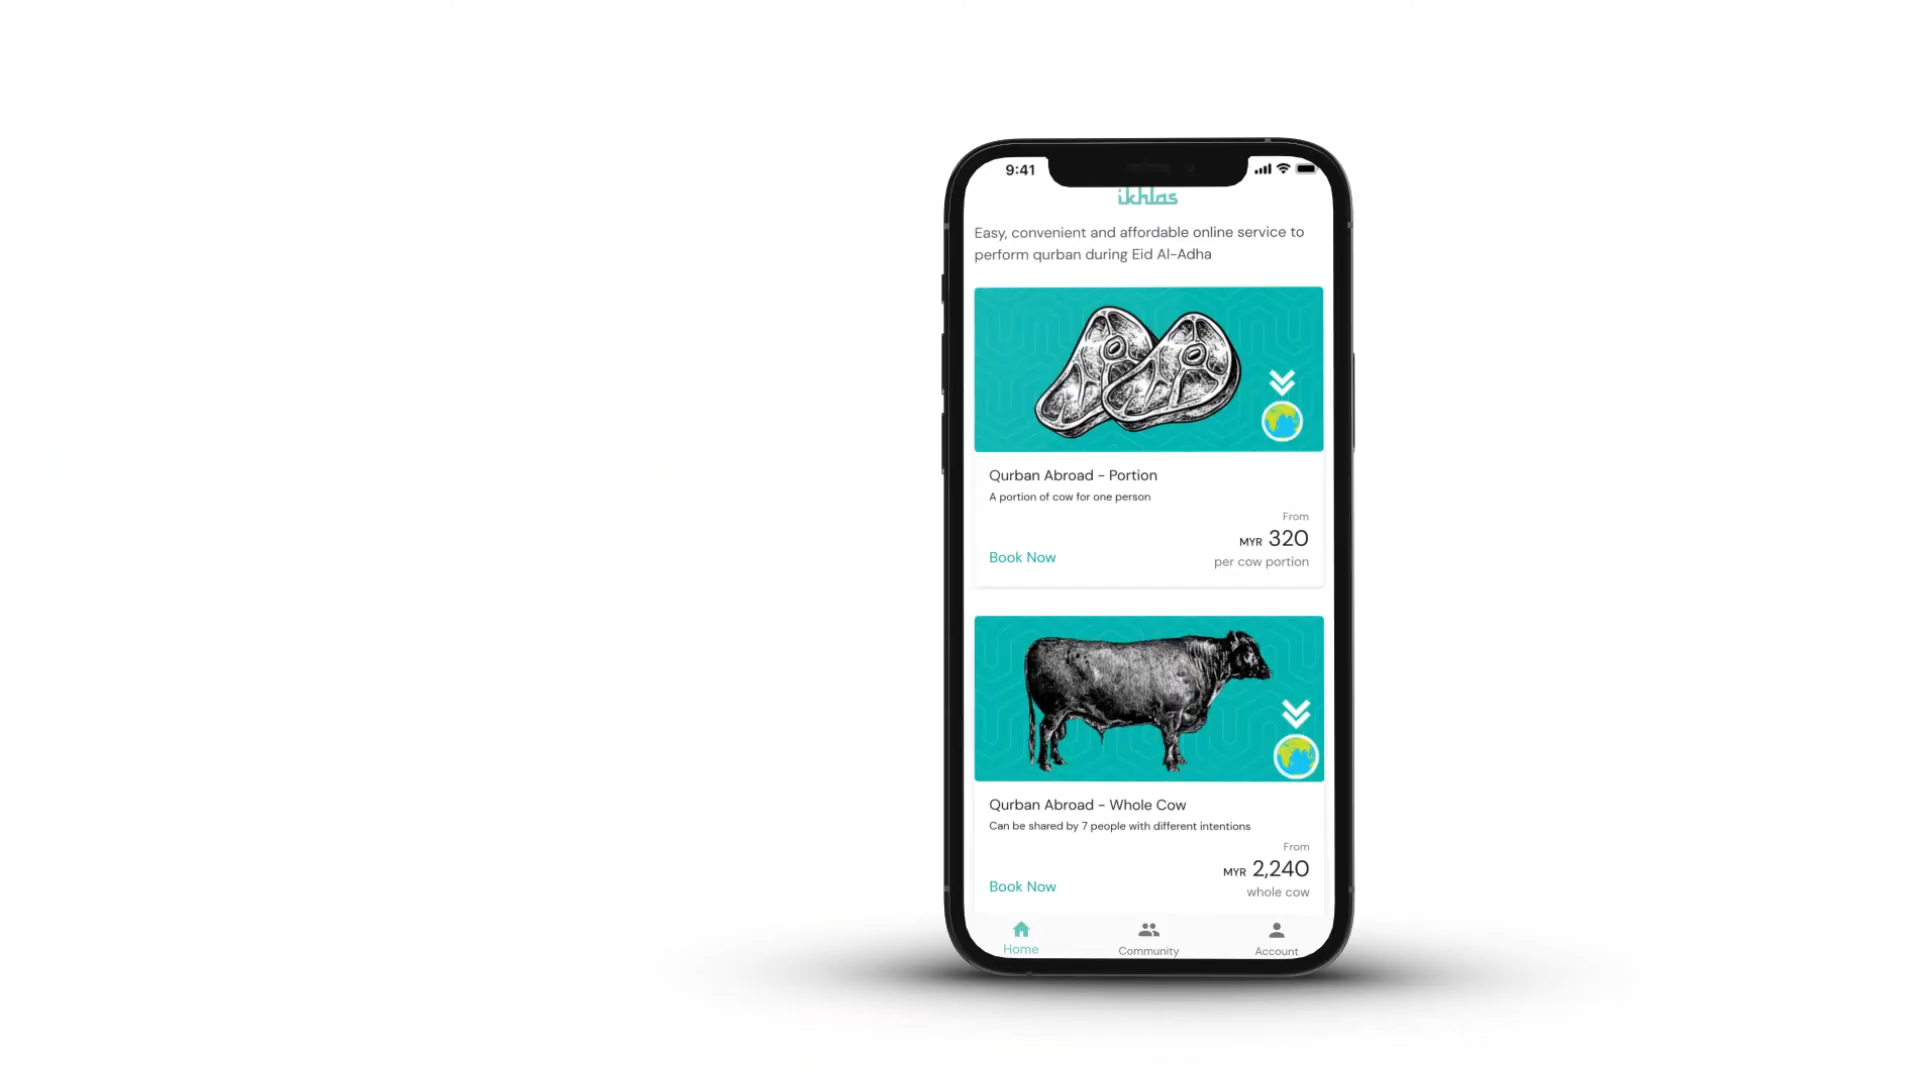 9:41
ikhlas
Easy, convenient and affordable online service to
perform qurban during Eid Al-Adha
Qurban Abroad - Portion
A portion of cow for one person
From
MYR 320
Book Now
per cow portion
Qurban Abroad - Whole Cow
Can be shared by 7 people with different intentions
From
MYR 2,240
Book Now
whole cow
Home
Community
Account